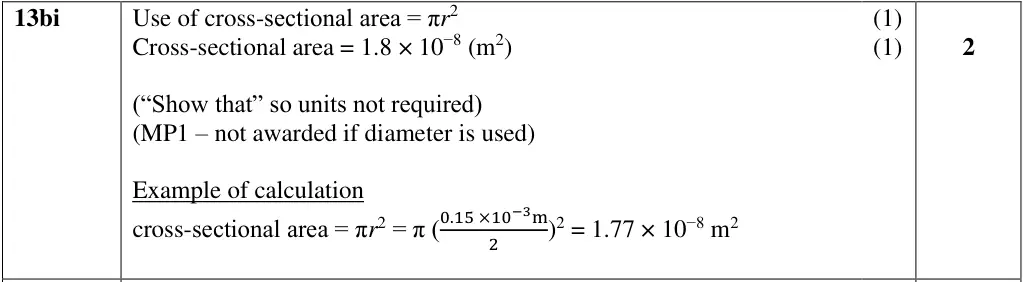 13bi Use of cross-sectional area = πr² (1)
Cross-sectional area = 1.8 × 10⁻⁸ (m²) (1) 2
(“Show that” so units not required)
(MP1 – not awarded if diameter is used)
Example of calculation
cross-sectional area = πr² = π (0.15 ×10⁻³m/2)² = 1.77 × 10⁻⁸ m²